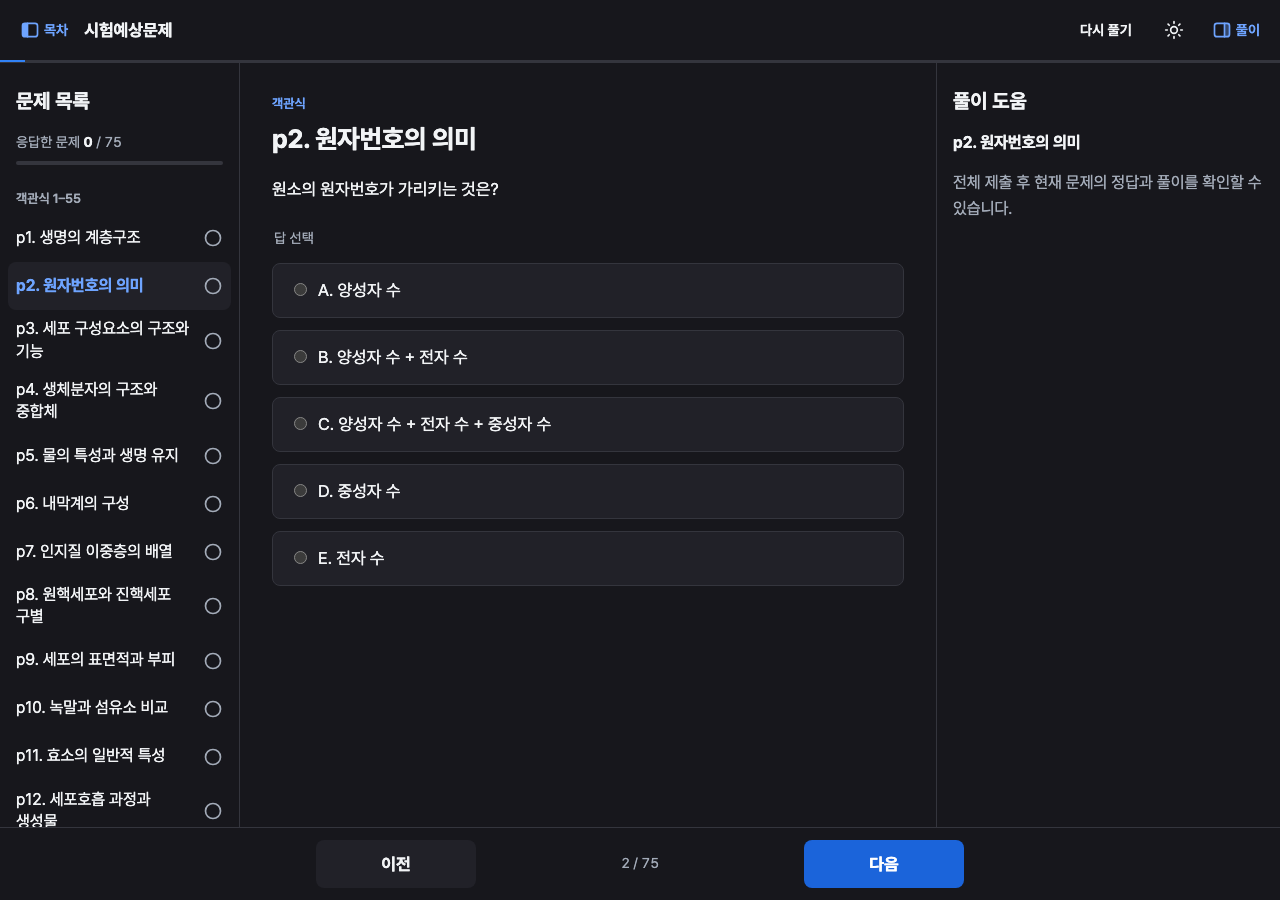 목차
시험예상문제
다시 풀기
풀이
문제 목록
응답한 문제 0 / 75
객관식 1–55
p1. 생명의 계층구조
p2. 원자번호의 의미
p3. 세포 구성요소의 구조와
기능
p4. 생체분자의 구조와
중합체
p5. 물의 특성과 생명 유지
p6. 내막계의 구성
p7. 인지질 이중층의 배열
p8. 원핵세포와 진핵세포
구별
p9. 세포의 표면적과 부피
p10. 녹말과 섬유소 비교
p11. 효소의 일반적 특성
p12. 세포호흡 과정과
생성물
객관식
p2. 원자번호의 의미
원소의 원자번호가 가리키는 것은?
답 선택
A. 양성자 수
B. 양성자 수 + 전자 수
C. 양성자 수 + 전자 수 + 중성자 수
D. 중성자 수
E. 전자 수
풀이 도움
p2. 원자번호의 의미
전체 제출 후 현재 문제의 정답과 풀이를 확인할 수
있습니다.
이전
2 / 75
다음